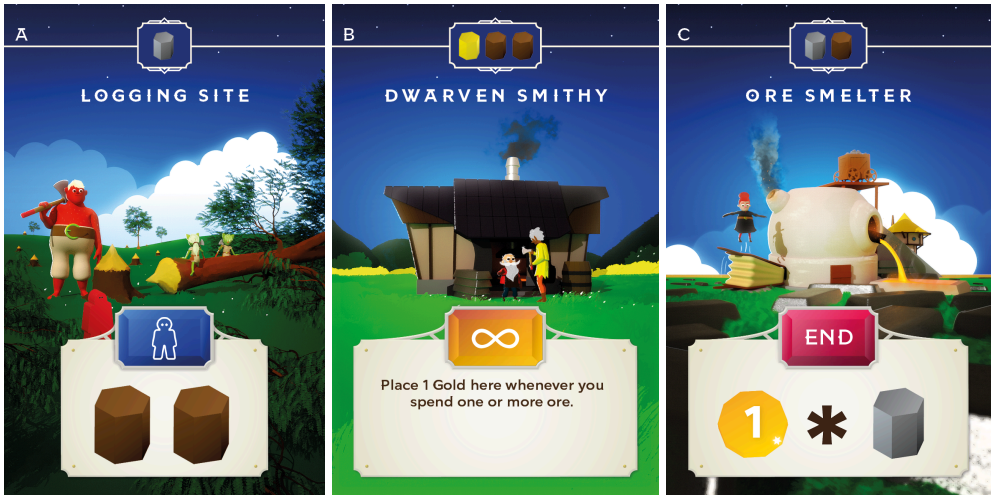 A
LOGGING SITE
B
DWARVEN SMITHY
∞
Place 1 Gold here whenever you
spend one or more ore.
C
ORE SMELTER
END
1 * *